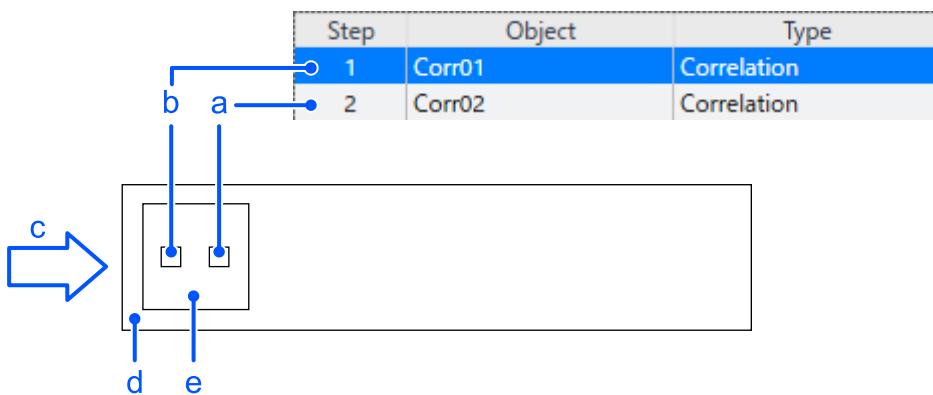 Step Object Type
1 Corr01 Correlation
2 Corr02 Correlation
b a
c
d e